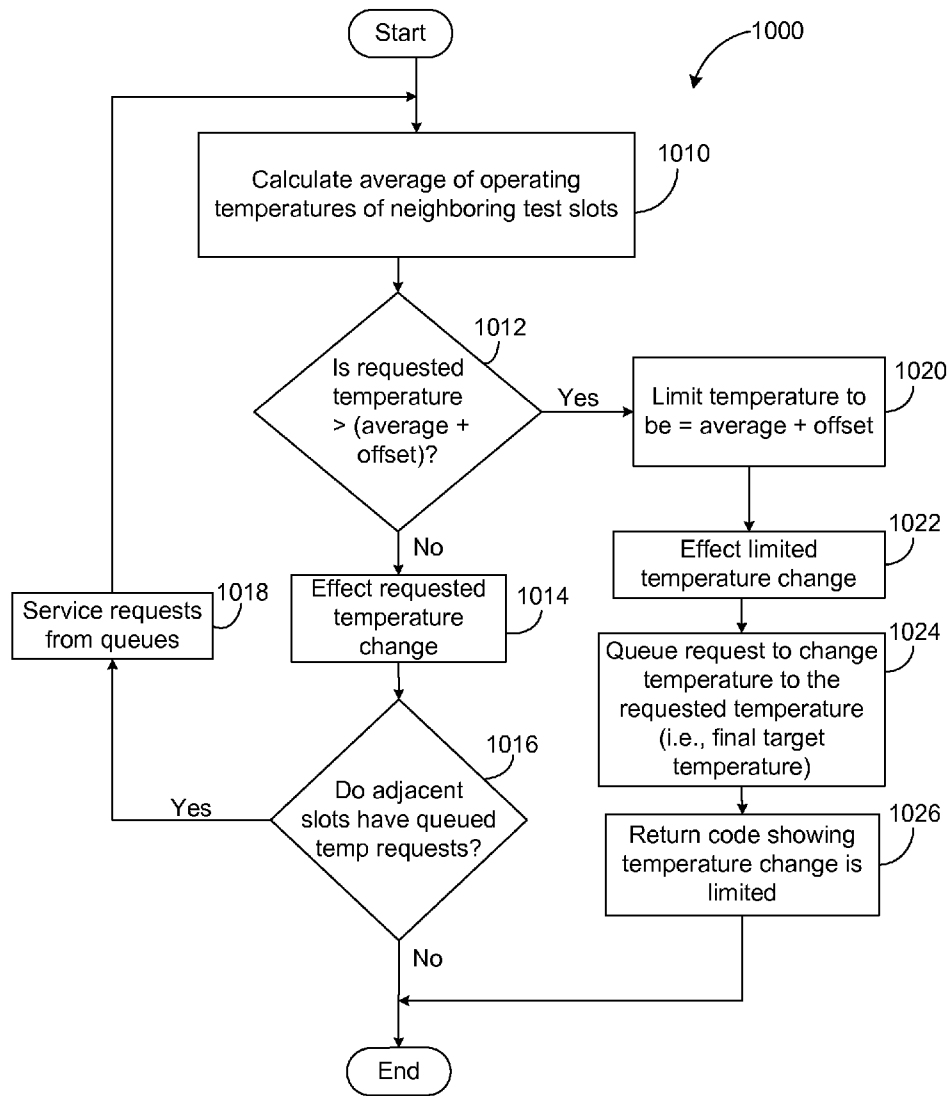 Start
1000
Calculate average of operating
temperatures of neighboring test slots
1010
Is requested
temperature
> (average +
offset)?
1012
Yes
Limit temperature to
be = average + offset
1020
No
Effect limited
temperature change
1022
Effect requested
temperature
change
1014
Service requests
from queues
1018
Queue request to change
temperature to the
requested temperature
(i.e., final target
temperature)
1024
Do adjacent
slots have queued
temp requests?
1016
Yes
Return code showing
temperature change is
limited
1026
No
End